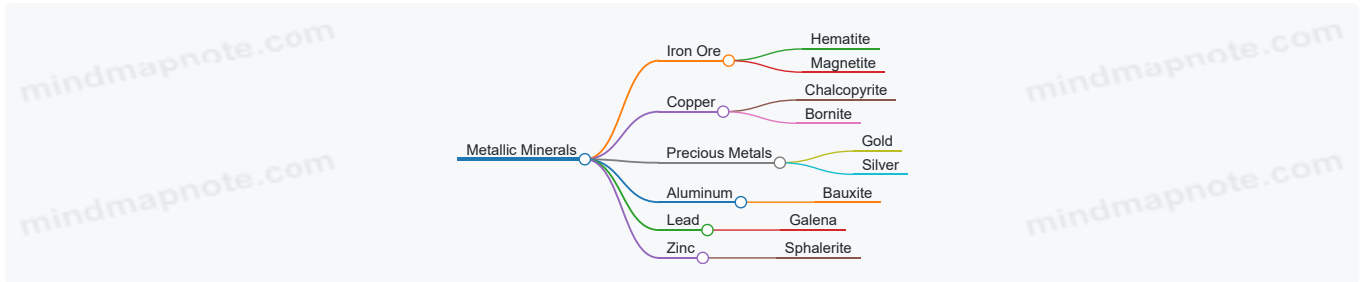 Metallic Minerals
Iron Ore
Hematite
Magnetite
Copper
Chalcopyrite
Bornite
Precious Metals
Gold
Silver
Aluminum
Bauxite
Lead
Galena
Zinc
Sphalerite
mindmapnote.com
mindmapnote.com
mindmapnote.com
mindmapnote.com